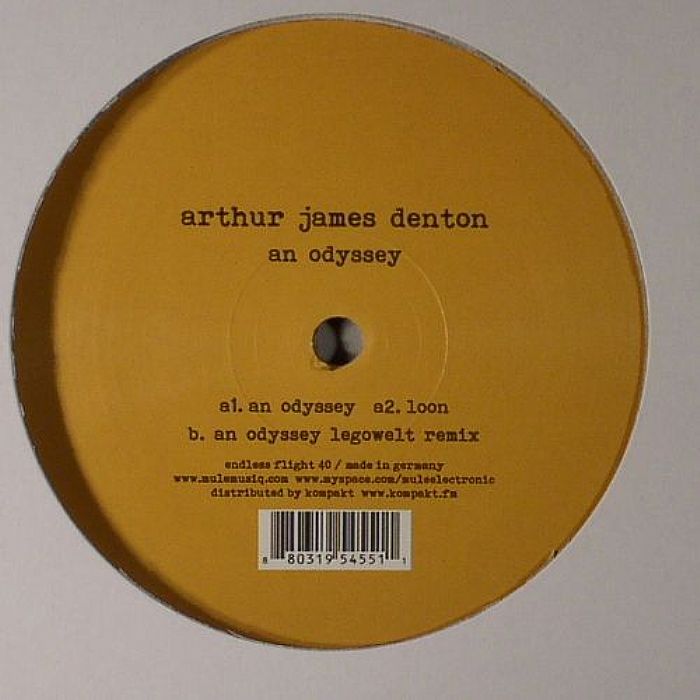 arthur james denton
an odyssey
a1. an odyssey a2. loon
b. an odyssey legowelt remix
endless flight 40 / made in germany
www.mulemusiq.com www.myspace.com/muleelectronic
distributed by kompakt www.kompakt.fm
8 80319 54551 1